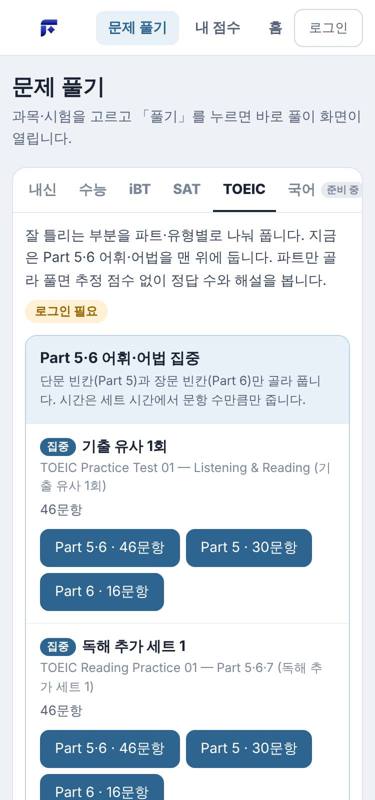 문제 풀기 내 점수 홈 로그인
문제 풀기
과목·시험을 고르고 「풀기」를 누르면 바로 풀이 화면이
열립니다.
내신 수능 iBT SAT TOEIC 국어 준비 중
잘 틀리는 부분을 파트·유형별로 나눠 풉니다. 지금
은 Part 5·6 어휘·어법을 맨 위에 둡니다. 파트만 골
라 풀면 추정 점수 없이 정답 수와 해설을 봅니다.
로그인 필요
Part 5·6 어휘·어법 집중
단문 빈칸(Part 5)과 장문 빈칸(Part 6)만 골라 풉니
다. 시간은 세트 시간에서 문항 수만큼만 줍니다.
집중 기출 유사 1회
TOEIC Practice Test 01 — Listening & Reading (기
출 유사 1회)
46문항
Part 5·6 · 46문항 Part 5 · 30문항
Part 6 · 16문항
집중 독해 추가 세트 1
TOEIC Reading Practice 01 — Part 5·6·7 (독해 추
가 세트 1)
46문항
Part 5·6 · 46문항 Part 5 · 30문항
Part 6 · 16문항